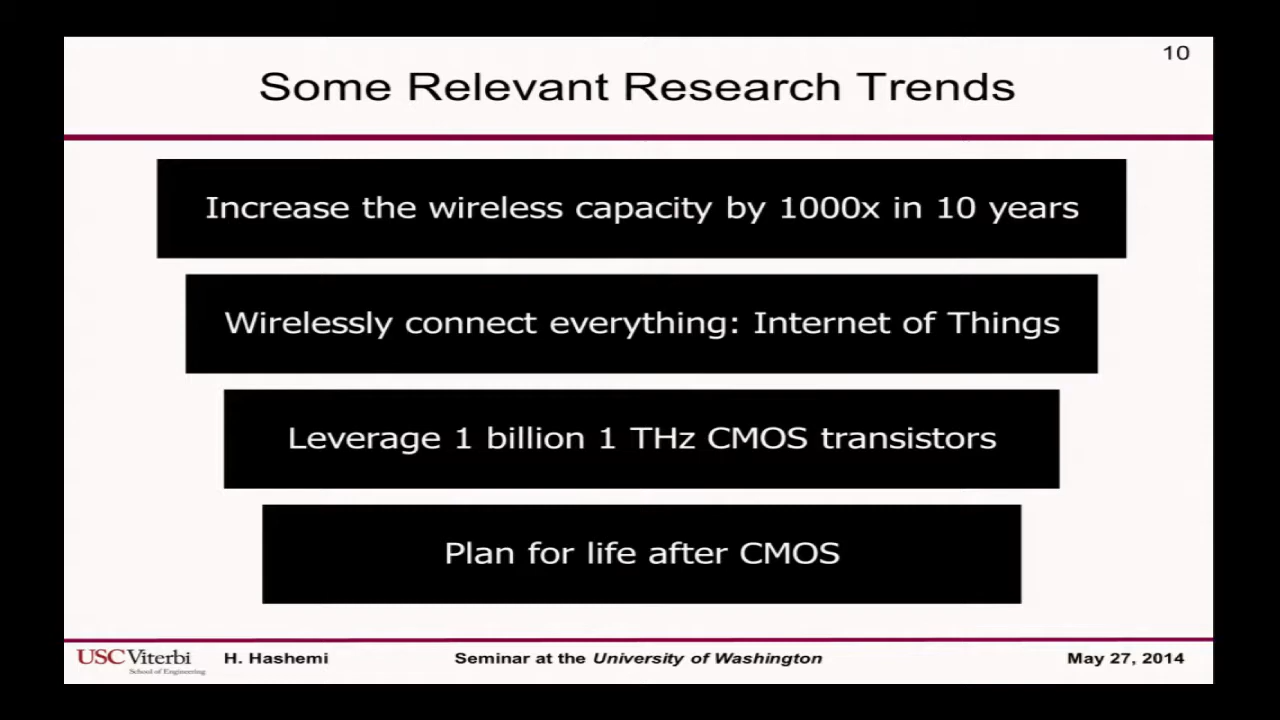 10
Some Relevant Research Trends
Increase the wireless capacity by 1000x in 10 years
Wirelessly connect everything: Internet of Things
Leverage 1 billion 1 THz CMOS transistors
Plan for life after CMOS
USC Viterbi
School of Engineering
H. Hashemi
Seminar at the University of Washington
May 27, 2014